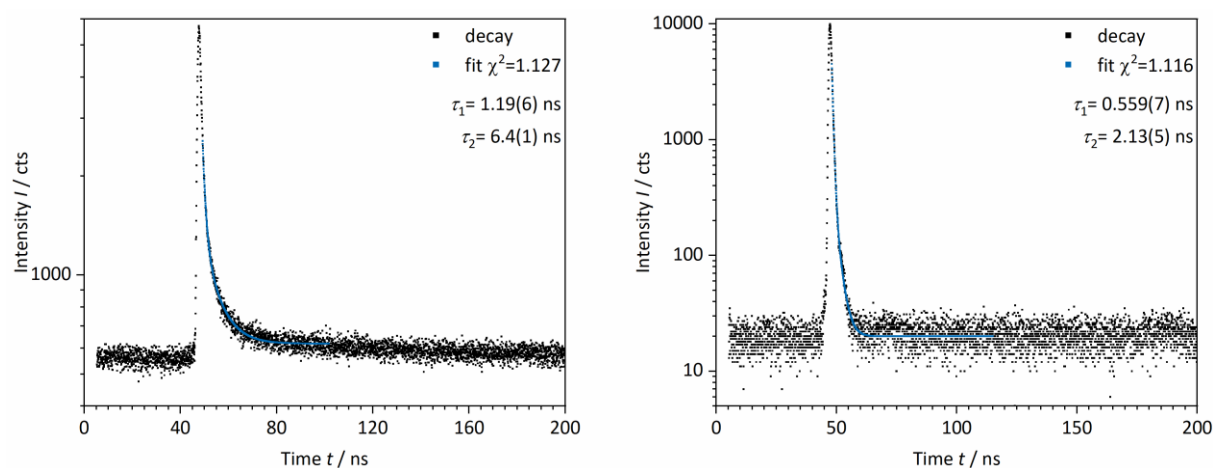 decay
fit χ²=1.127
τ₁= 1.19(6) ns
τ₂= 6.4(1) ns
Intensity I / cts
1000
0 40 80 120 160 200
Time t / ns
decay
fit χ²=1.116
τ₁= 0.559(7) ns
τ₂= 2.13(5) ns
Intensity I / cts
10000
1000
100
10
0 50 100 150 200
Time t / ns